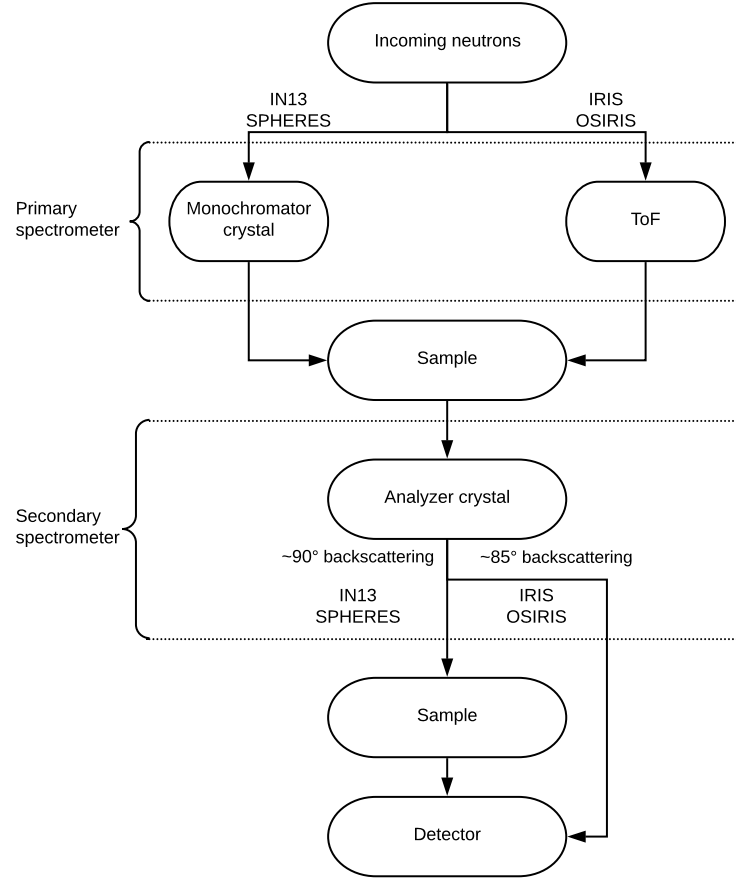 Incoming neutrons
IN13
SPHERES
IRIS
OSIRIS
Primary
spectrometer
Monochromator
crystal
ToF
Sample
Secondary
spectrometer
Analyzer crystal
~90° backscattering
~85° backscattering
IN13
SPHERES
IRIS
OSIRIS
Sample
Detector